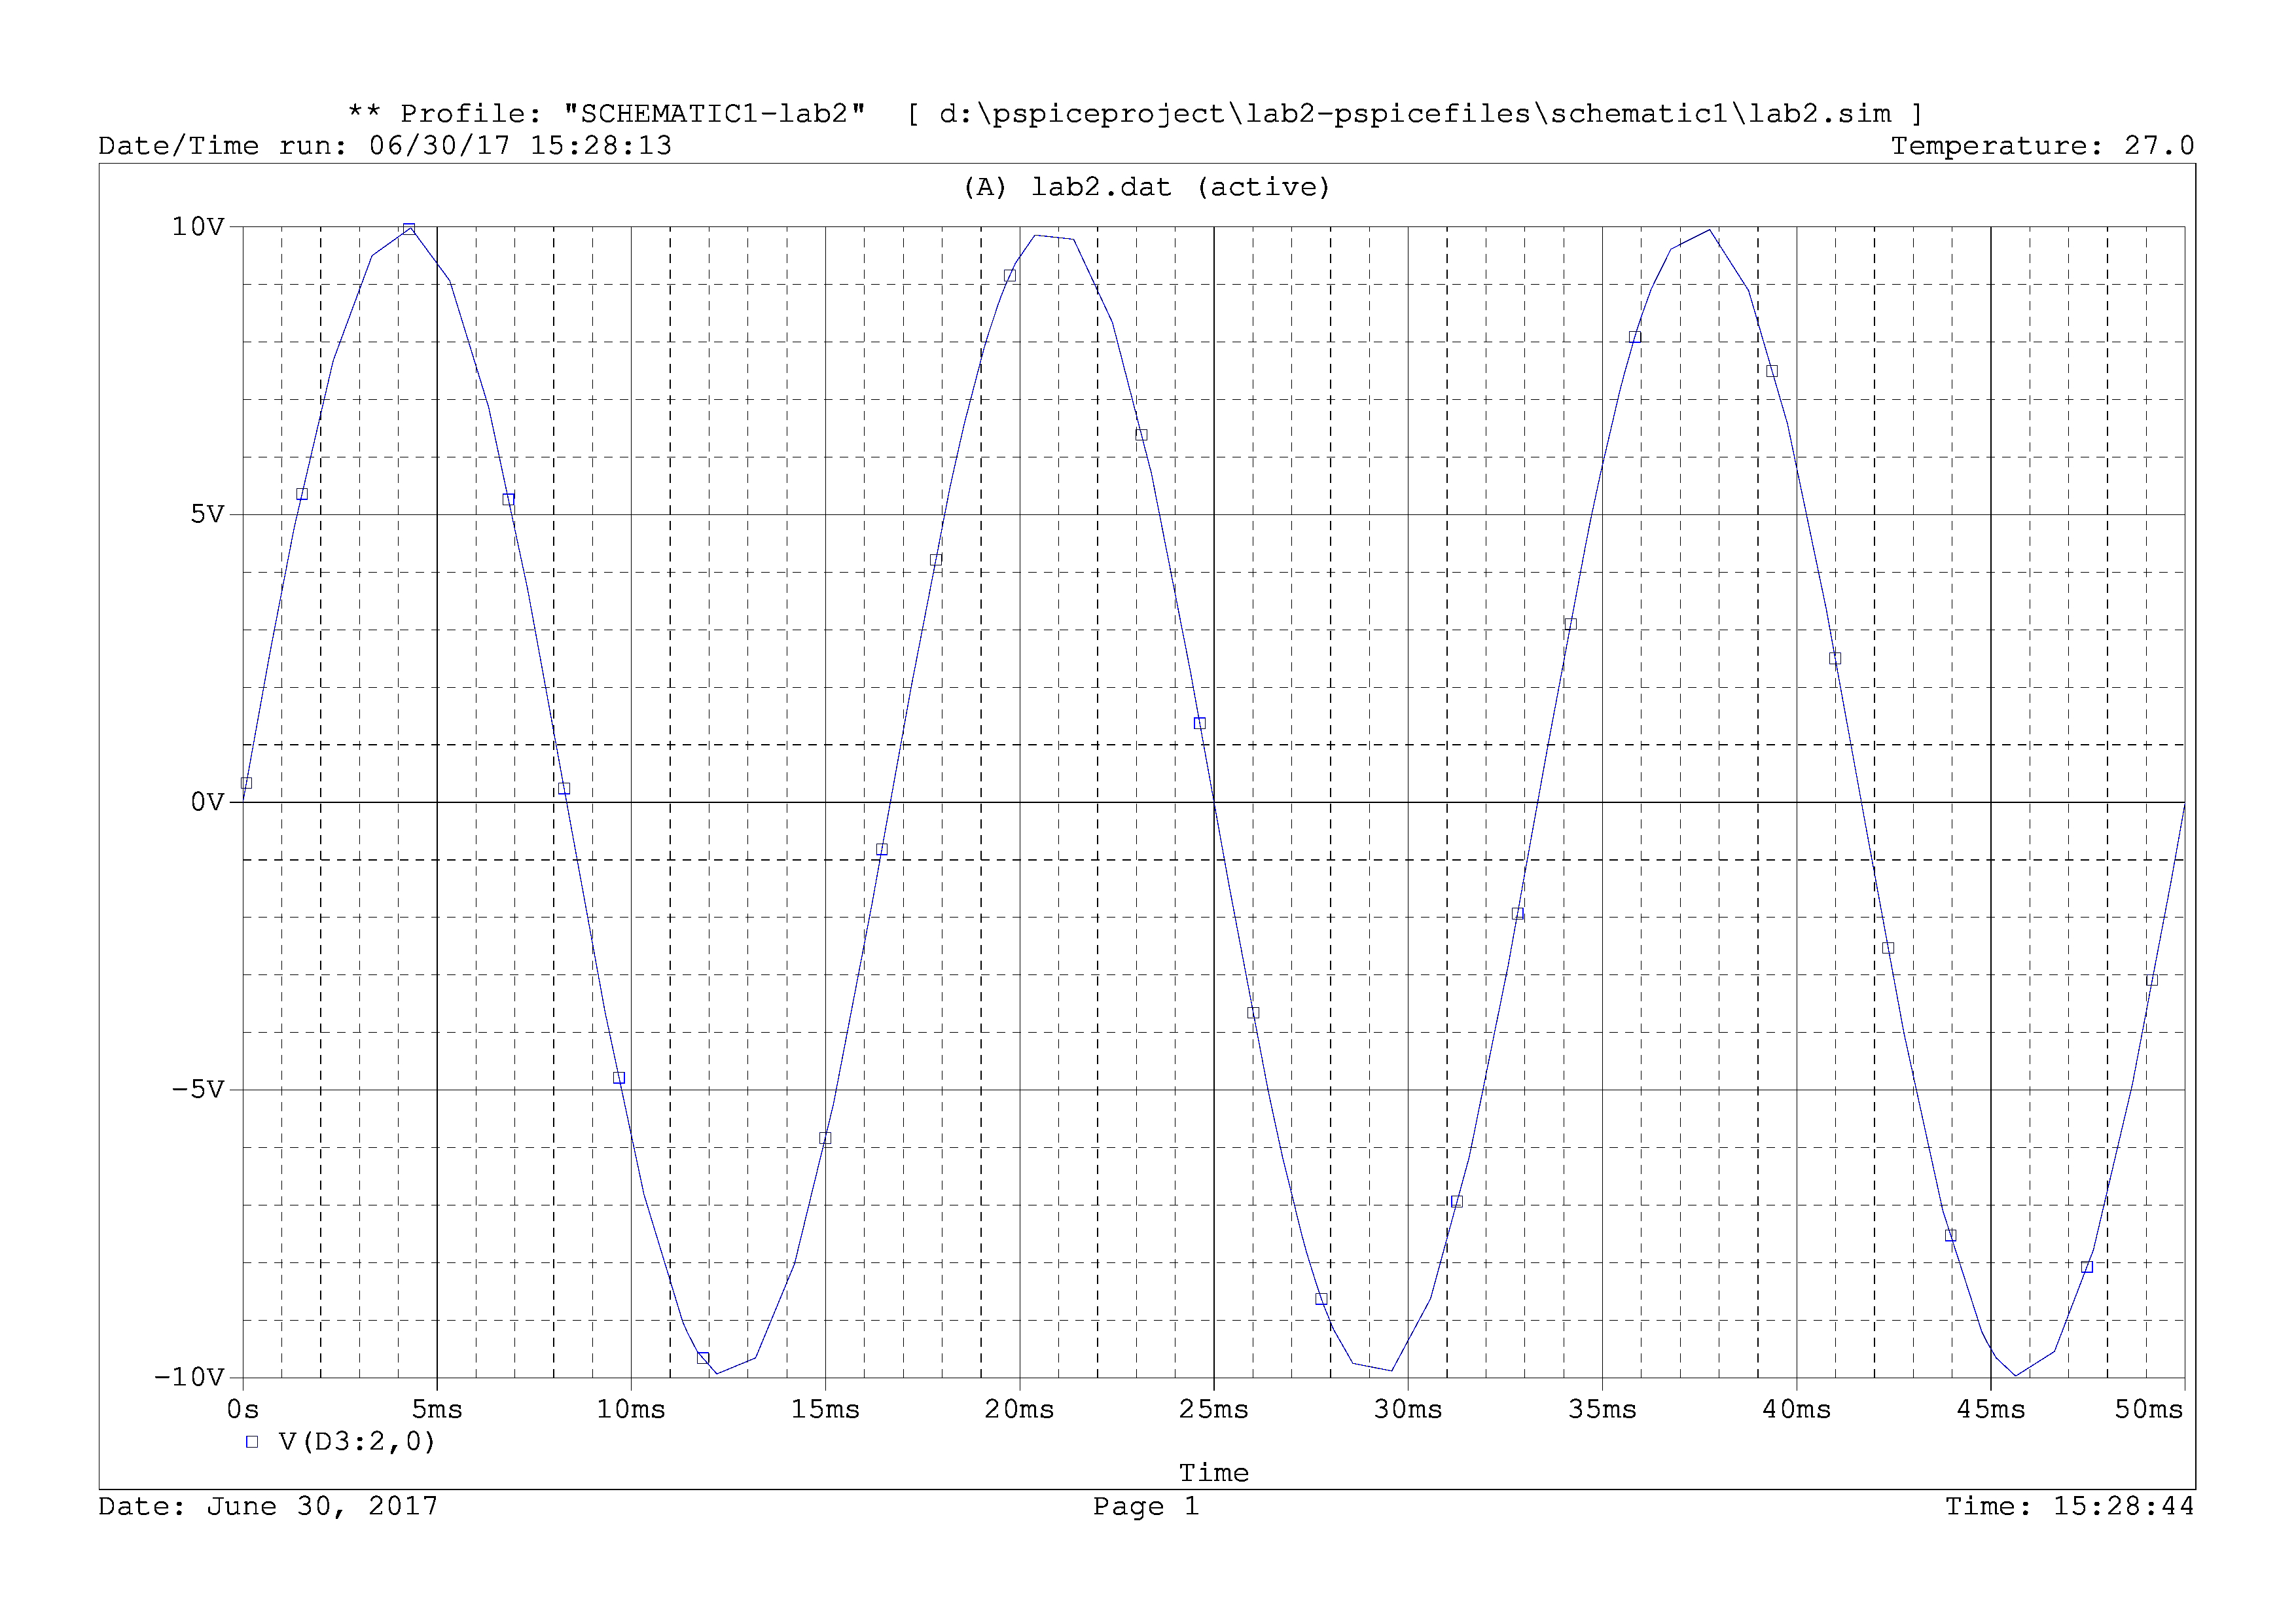 ** Profile: "SCHEMATIC1-lab2"  [ d:\pspiceproject\lab2-pspicefiles\schematic1\lab2.sim ]
Date/Time run: 06/30/17 15:28:13 Temperature: 27.0
(A) lab2.dat (active)
10V
5V
0V
-5V
-10V
0s 5ms 10ms 15ms 20ms 25ms 30ms 35ms 40ms 45ms 50ms
V(D3:2,0)
Time
Date: June 30, 2017 Page 1 Time: 15:28:44